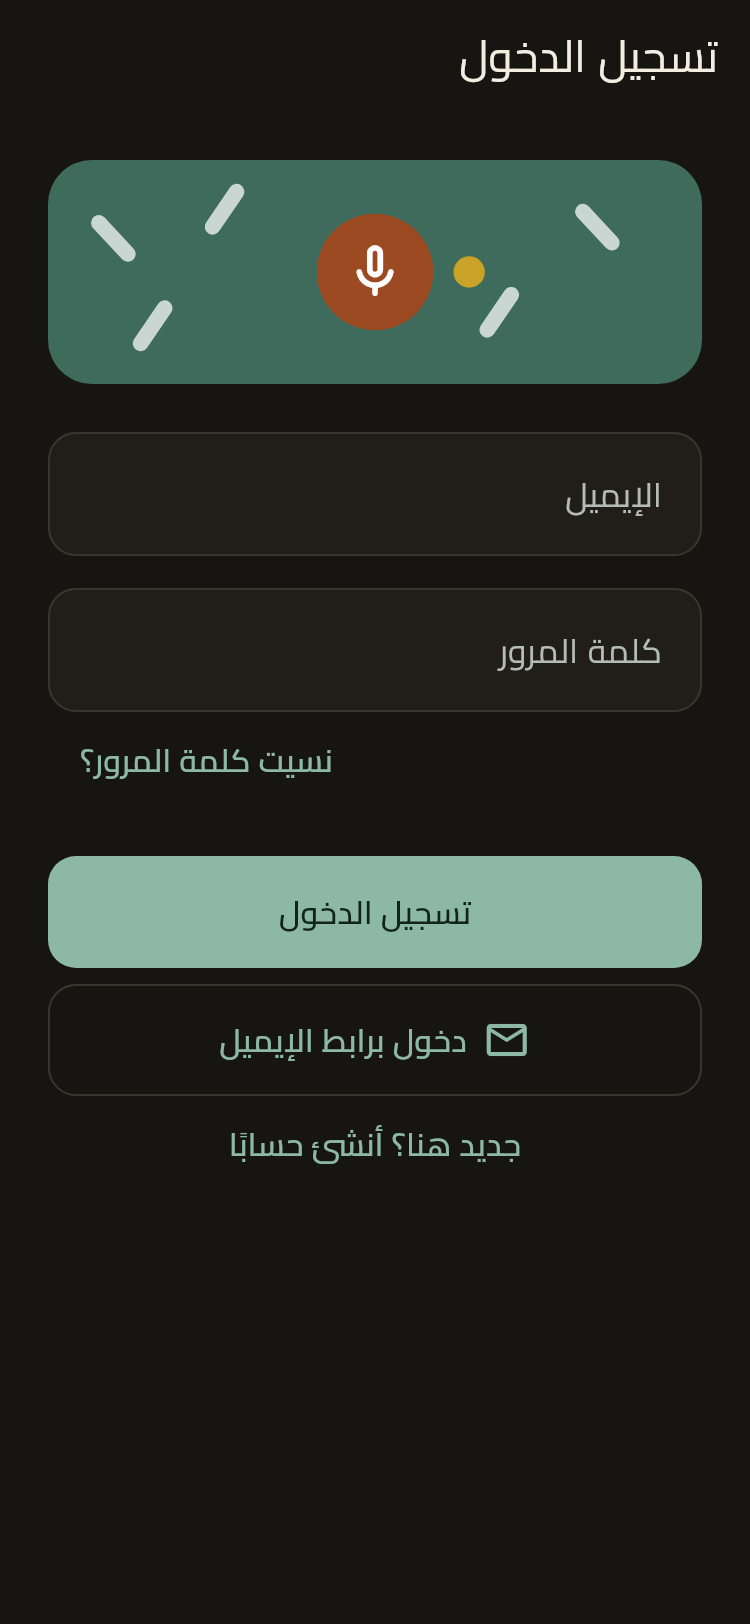 تسجيل الدخول
الإيميل
كلمة المرور
نسيت كلمة المرور؟
تسجيل الدخول
دخول برابط الإيميل
جديد هنا؟ أنشئ حسابًا